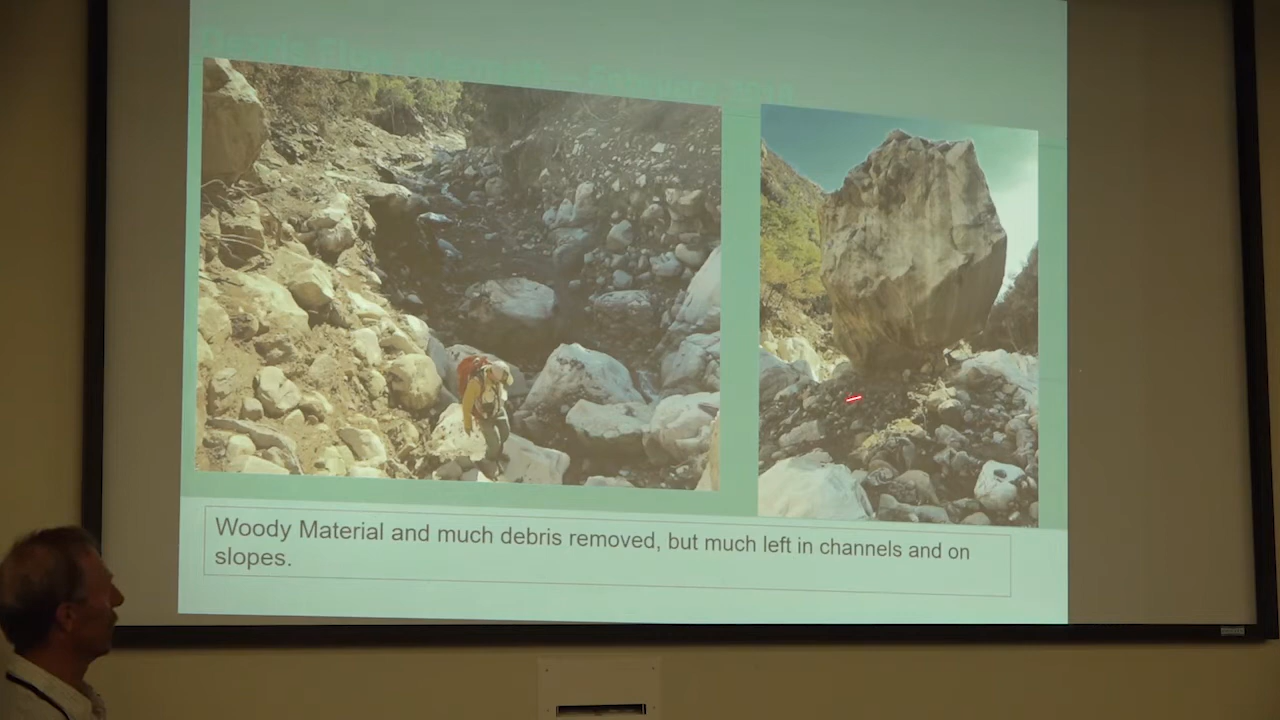 Woody Material and much debris removed, but much left in channels and on
slopes.